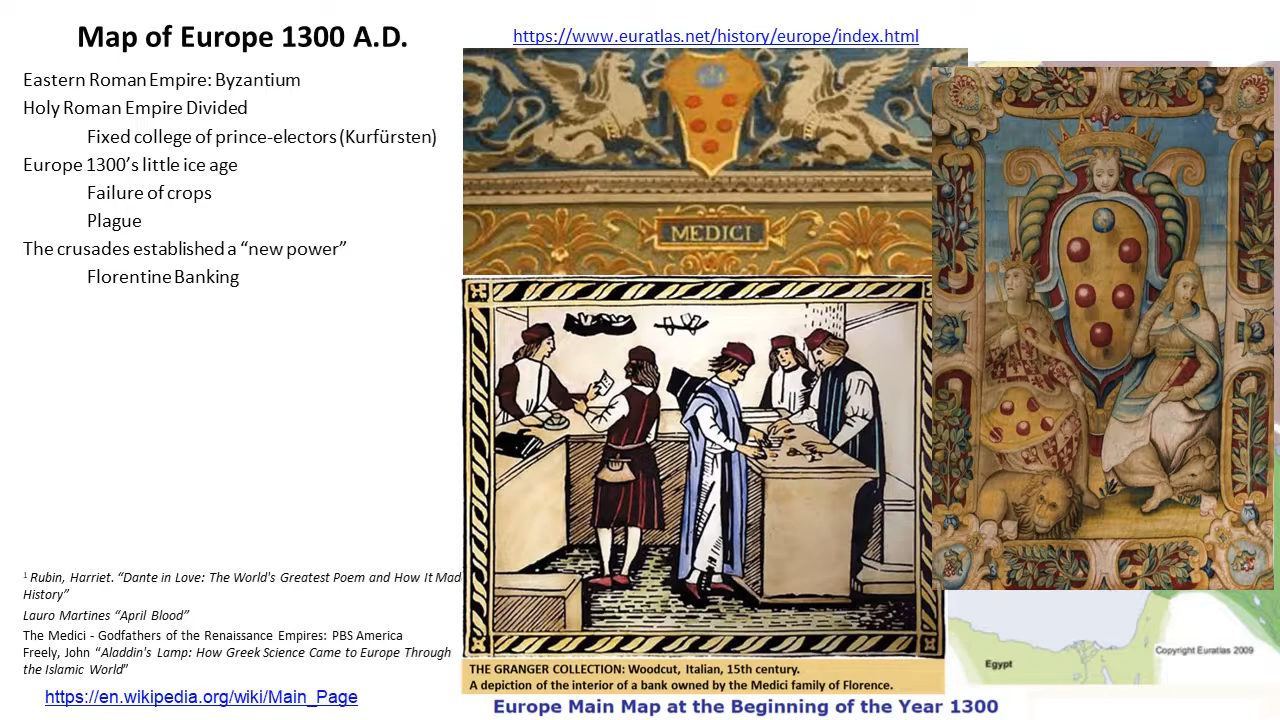 Map of Europe 1300 A.D.
https://www.euratlas.net/history/europe/index.html
Eastern Roman Empire: Byzantium
Holy Roman Empire Divided
Fixed college of prince-electors (Kurfürsten)
Europe 1300’s little ice age
Failure of crops
Plague
The crusades established a “new power”
Florentine Banking
MEDICI
1 Rubin, Harriet. “Dante in Love: The World's Greatest Poem and How It Mad
History”
Lauro Martines “April Blood”
The Medici - Godfathers of the Renaissance Empires: PBS America
Freely, John “Aladdin's Lamp: How Greek Science Came to Europe Through
the Islamic World”
https://en.wikipedia.org/wiki/Main_Page
THE GRANGER COLLECTION: Woodcut, Italian, 15th century.
A depiction of the interior of a bank owned by the Medici family of Florence.
Egypt
Copyright Euratlas 2009
Europe Main Map at the Beginning of the Year 1300